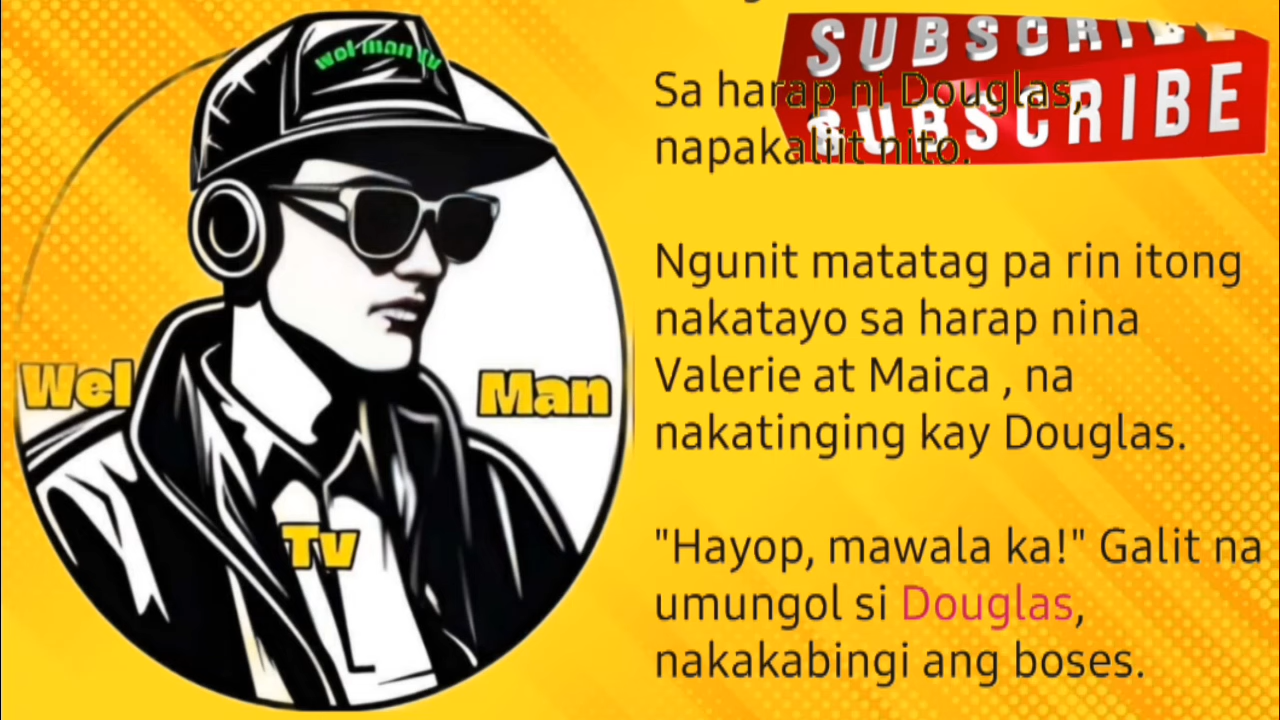 wel man tv
Wel
Man
Tv
SUBSCRIBE
SUBSCRIBE
Sa harap ni Douglas,
napakaliit nito.
Ngunit matatag pa rin itong
nakatayo sa harap nina
Valerie at Maica , na
nakatinging kay Douglas.
"Hayop, mawala ka!" Galit na
umungol si Douglas,
nakakabingi ang boses.